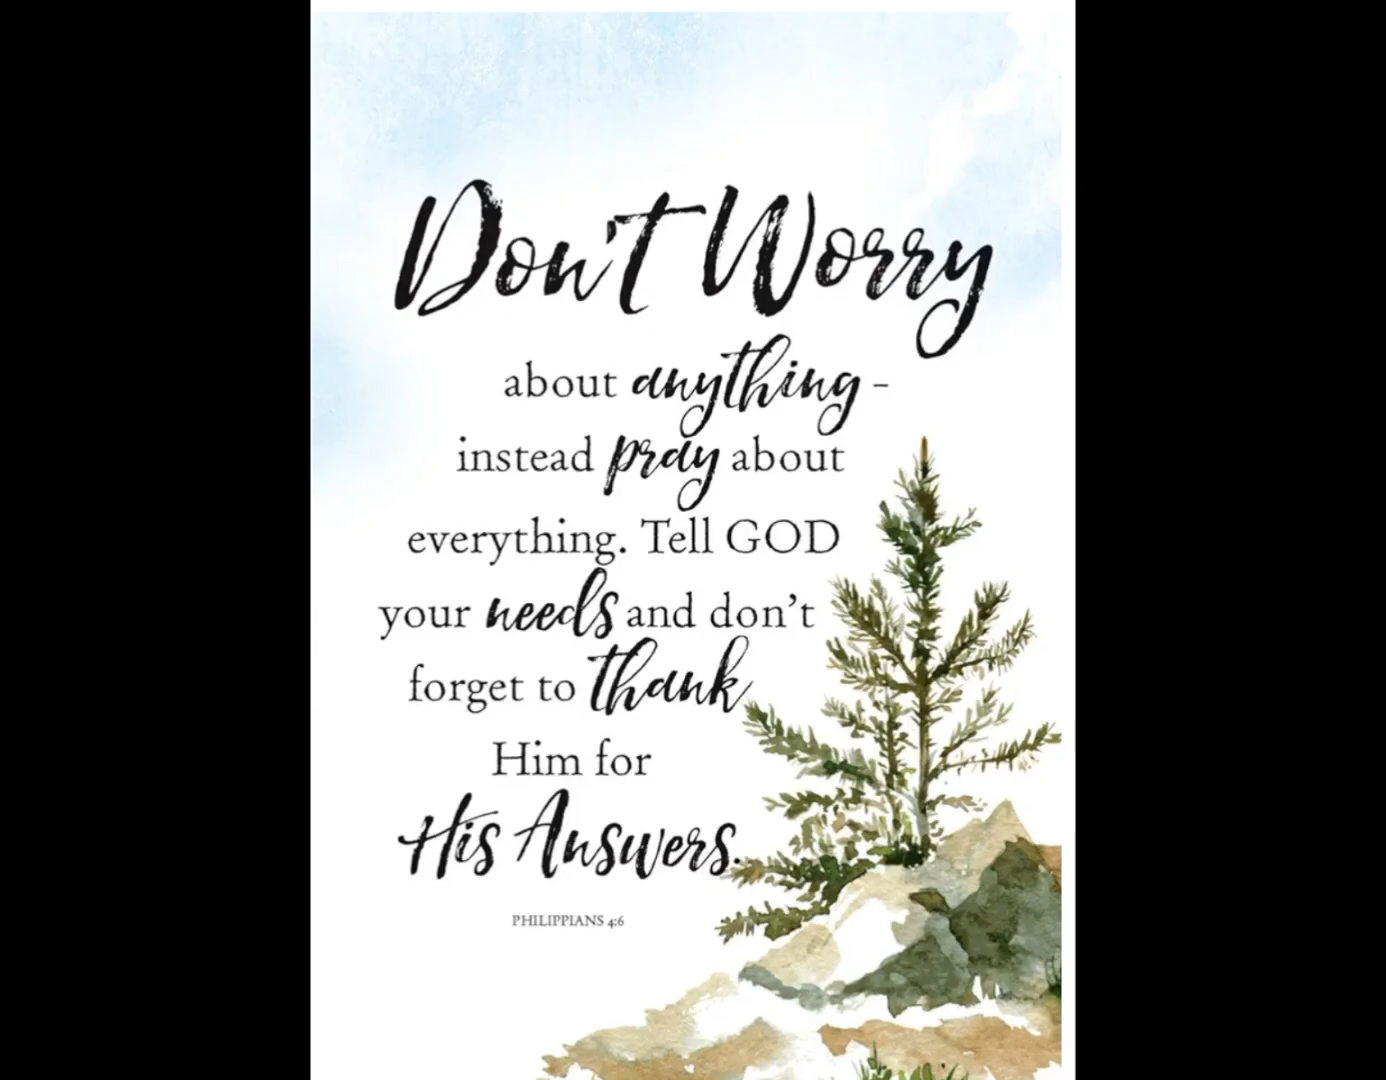 Don't Worry
about anything -
instead pray about
everything. Tell GOD
your needs and don't
forget to thank
Him for
His Answers.
PHILIPPIANS 4:6